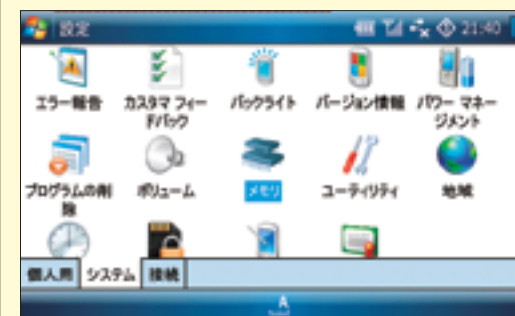 設定 21:40
エラー報告 カスタマ フィードバック バックライト バージョン情報 パワー マネージメント
プログラムの削除 ボリューム メモリ ユーティリティ 地域
個人用 システム 接続
A